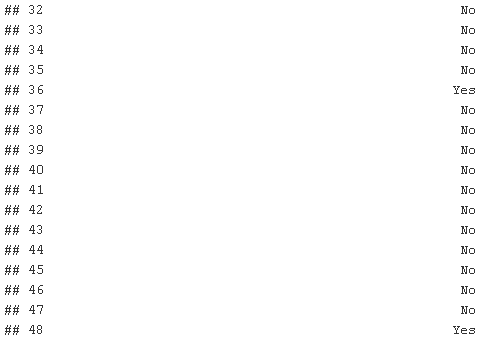 ## 32 No
## 33 No
## 34 No
## 35 No
## 36 Yes
## 37 No
## 38 No
## 39 No
## 40 No
## 41 No
## 42 No
## 43 No
## 44 No
## 45 No
## 46 No
## 47 No
## 48 Yes